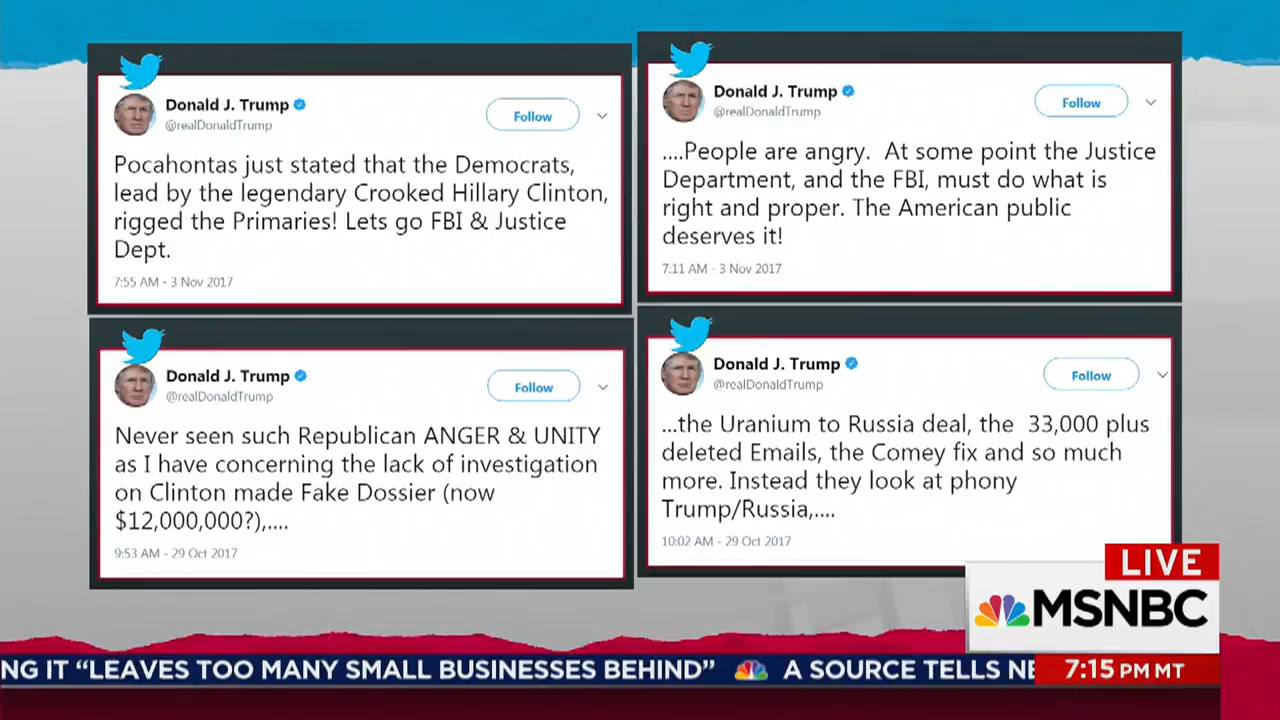 Donald J. Trump
@realDonaldTrump
Follow
Pocahontas just stated that the Democrats,
lead by the legendary Crooked Hillary Clinton,
rigged the Primaries! Lets go FBI & Justice
Dept.
7:55 AM - 3 Nov 2017
Donald J. Trump
@realDonaldTrump
Follow
....People are angry.  At some point the Justice
Department, and the FBI, must do what is
right and proper. The American public
deserves it!
7:11 AM - 3 Nov 2017
Donald J. Trump
@realDonaldTrump
Follow
Never seen such Republican ANGER & UNITY
as I have concerning the lack of investigation
on Clinton made Fake Dossier (now
$12,000,000?),....
9:53 AM - 29 Oct 2017
Donald J. Trump
@realDonaldTrump
Follow
...the Uranium to Russia deal, the  33,000 plus
deleted Emails, the Comey fix and so much
more. Instead they look at phony
Trump/Russia,....
10:02 AM - 29 Oct 2017
LIVE
MSNBC
NG IT “LEAVES TOO MANY SMALL BUSINESSES BEHIND” A SOURCE TELLS NE
7:15 PM MT